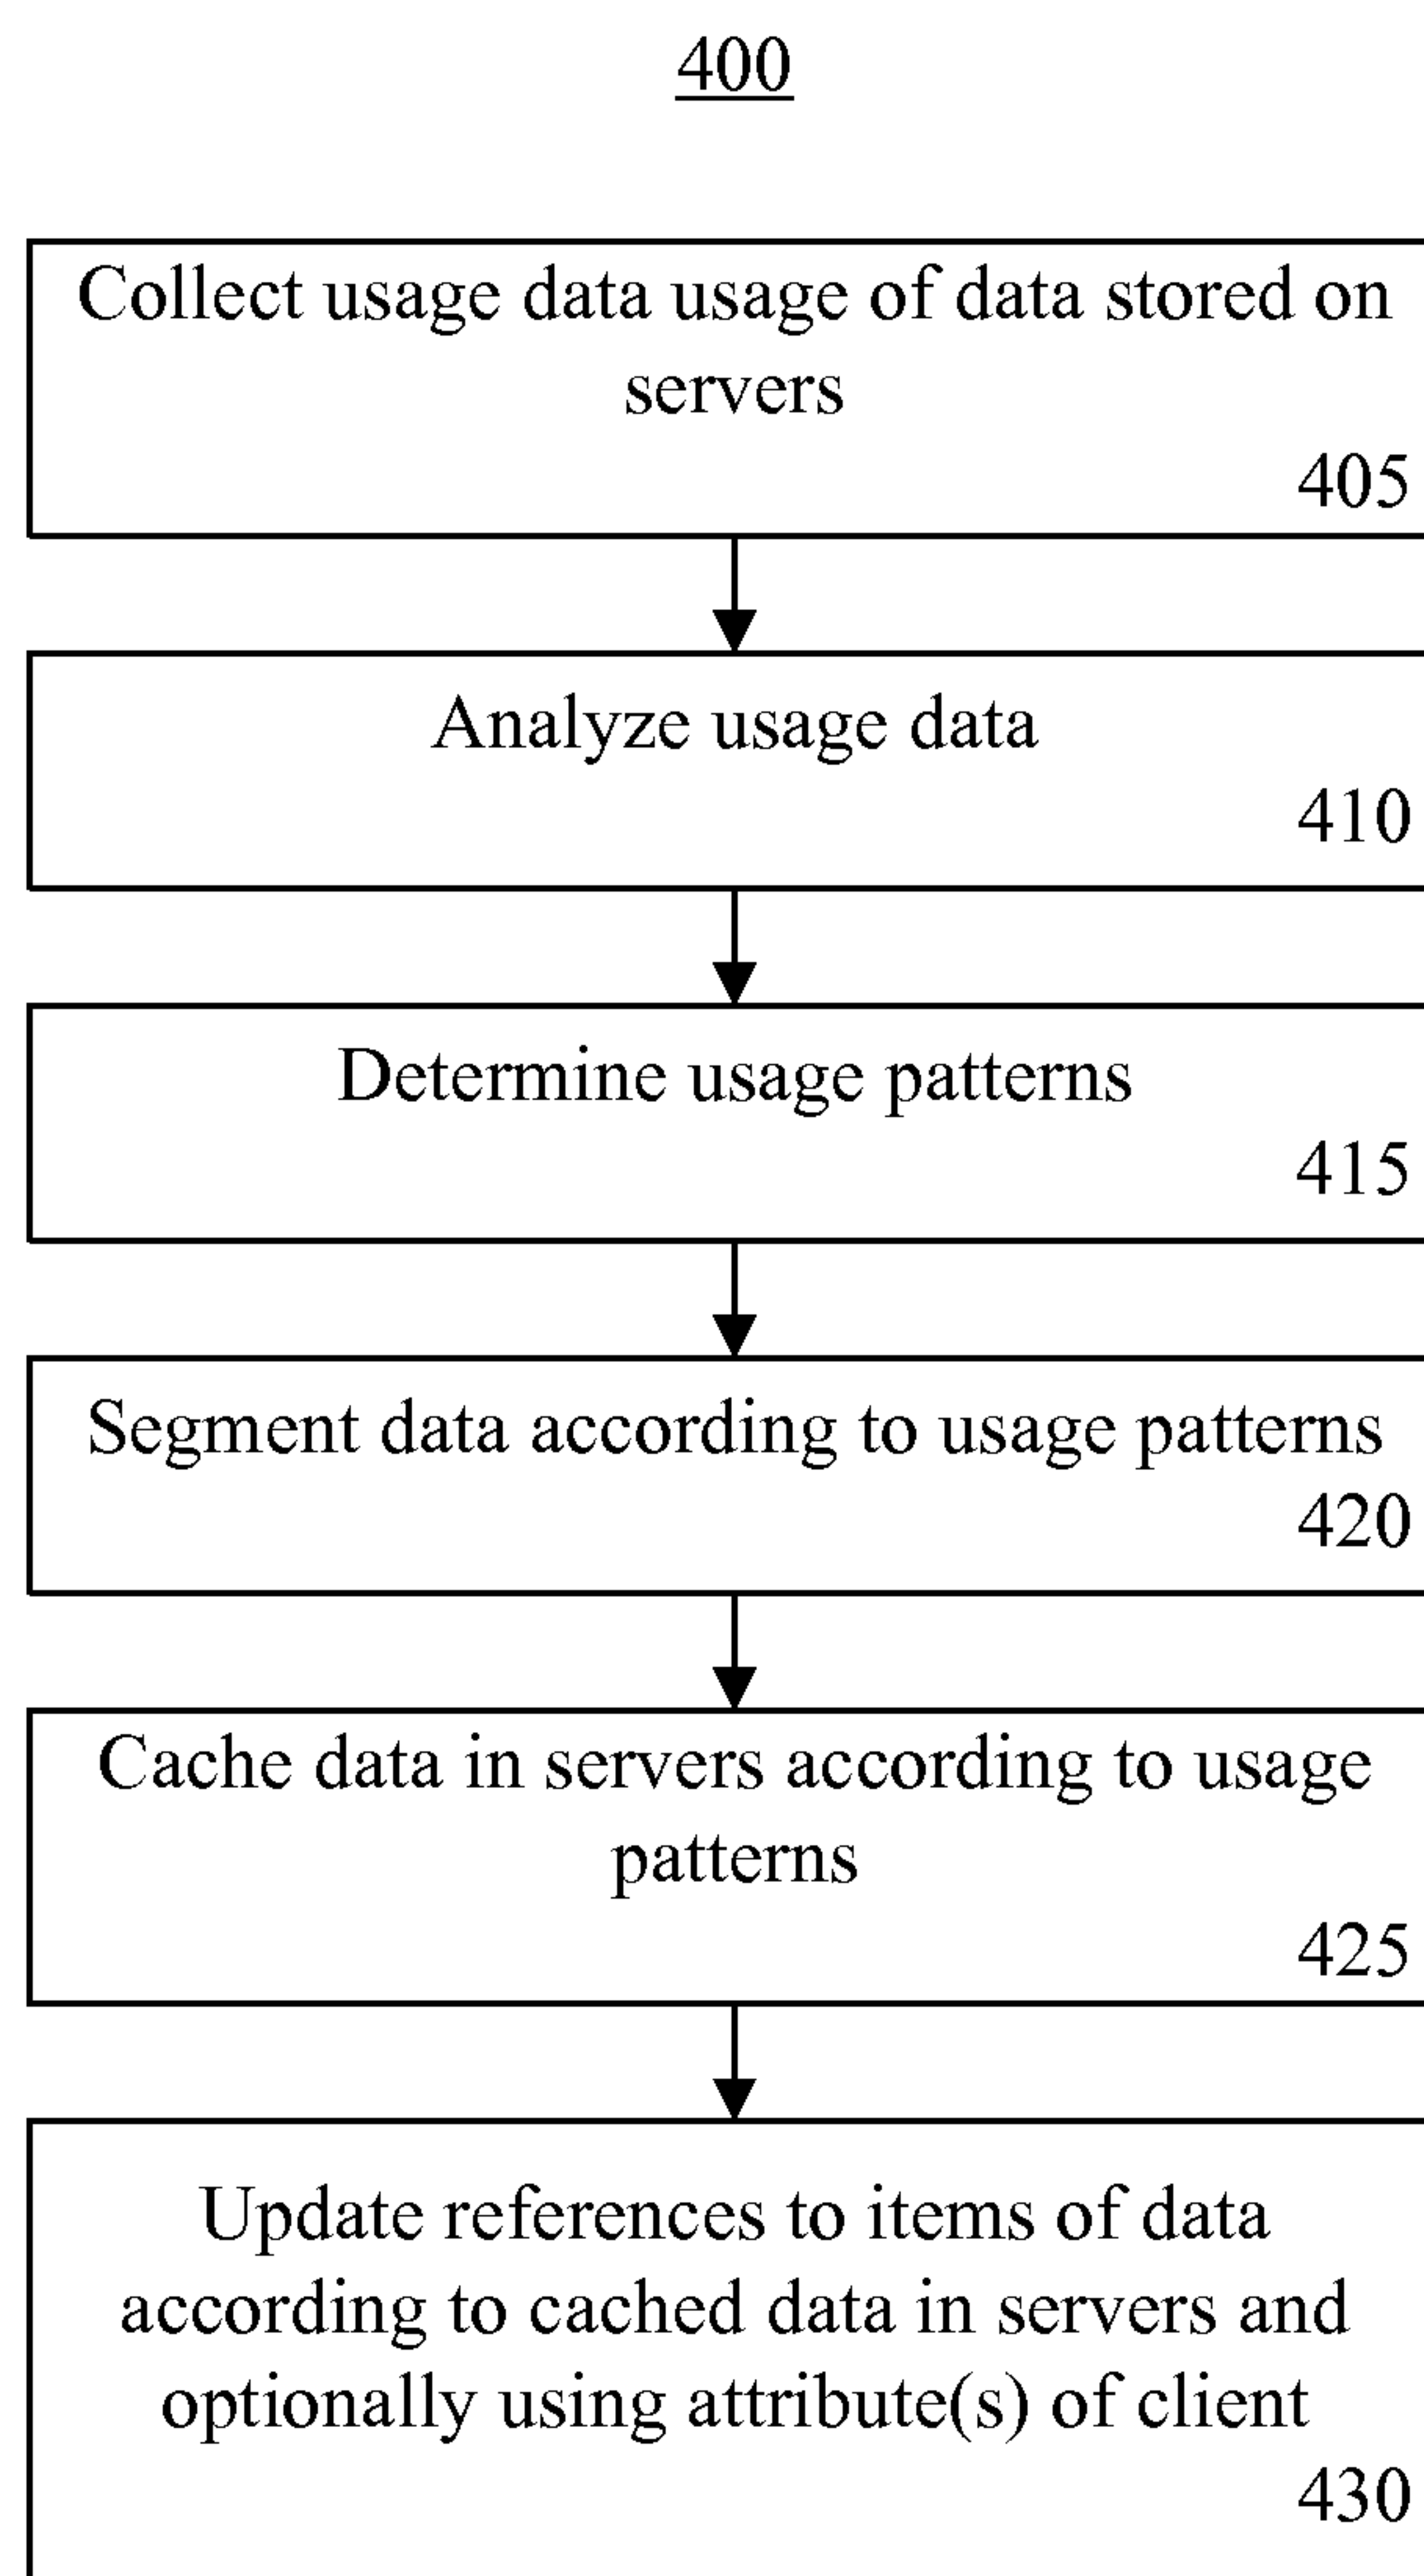 400
Collect usage data usage of data stored on
servers
405
Analyze usage data
410
Determine usage patterns
415
Segment data according to usage patterns
420
Cache data in servers according to usage
patterns
425
Update references to items of data
according to cached data in servers and
optionally using attribute(s) of client
430